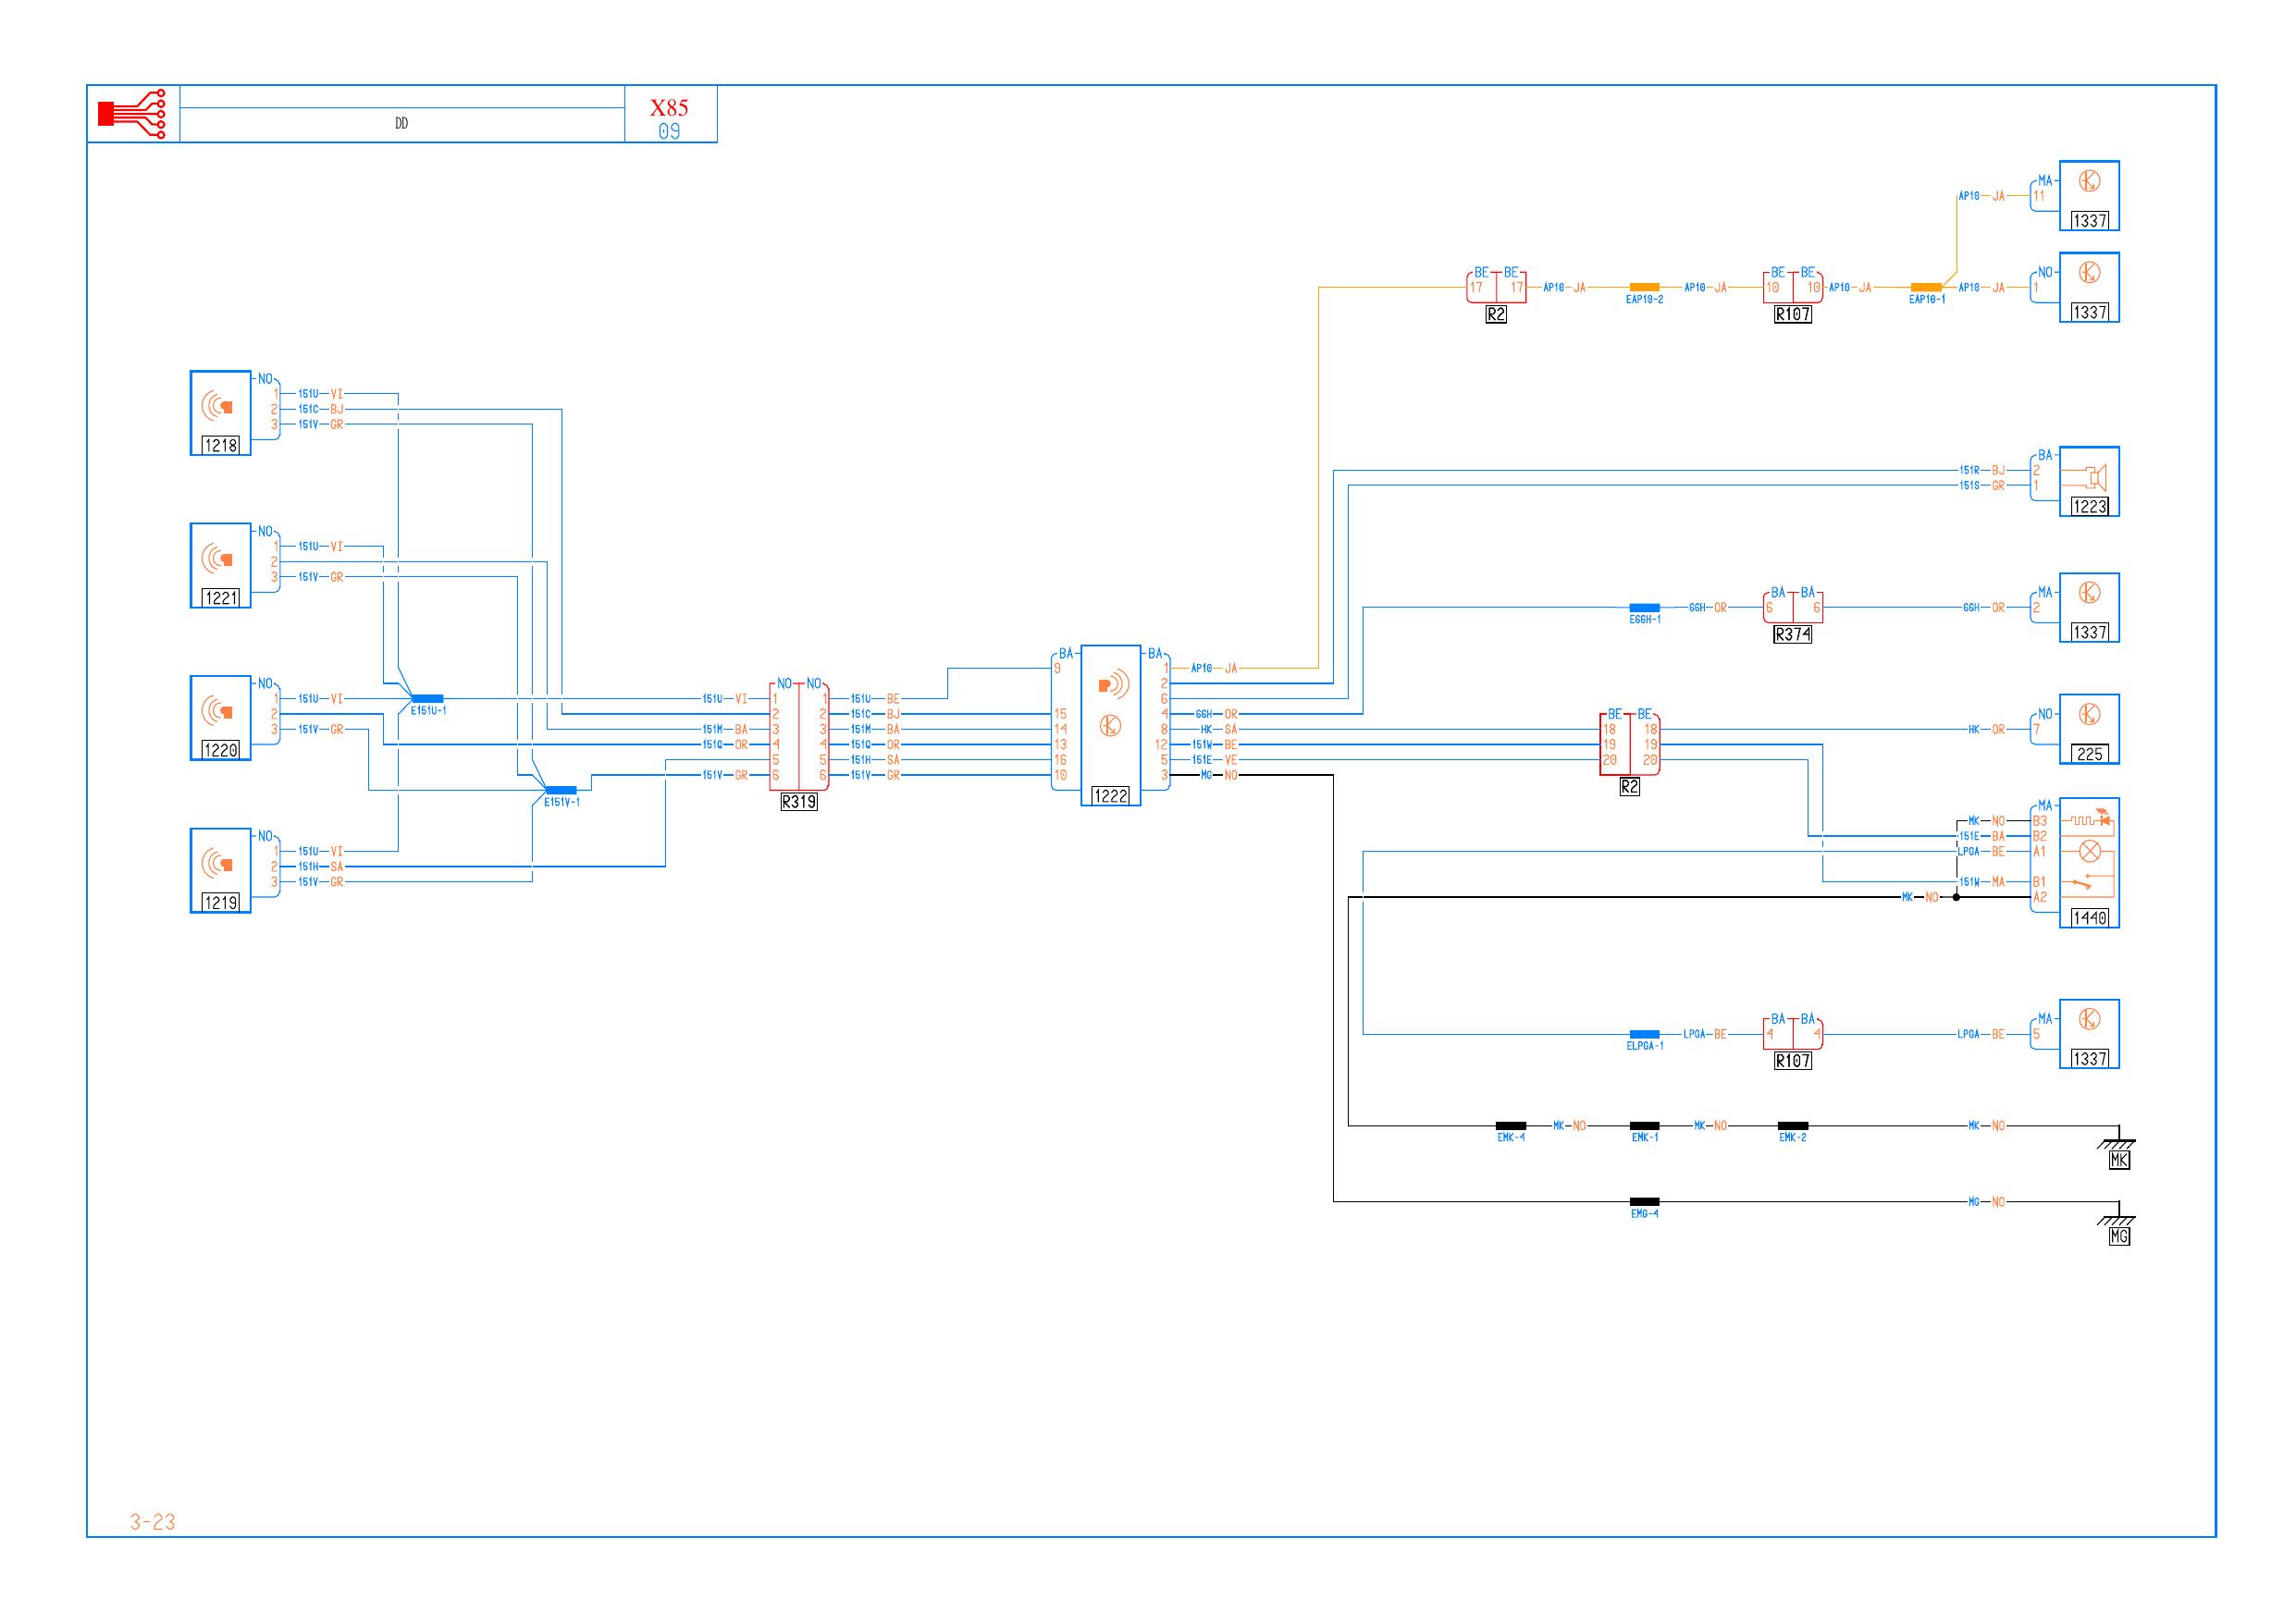 X85
DD
09
MA
AP10 JA 11
1337
BE BE BE BE NO
17 17 AP10 JA AP10 JA 10 10 AP10 JA AP10 JA 1
EAP10-2 EAP10-1
R2 R107 1337
NO
1 151U VI
2 151C BJ
3 151V GR
1218
BA
151R BJ 2
151S GR 1
1223
NO
1 151U VI
2
3 151V GR
1221
BA BA MA
GGH OR 6 6 GGH OR 2
EGGH-1
R374 1337
BA BA
9 1 AP10 JA
NO NO NO 2
1 151U VI 151U VI 1 1 151U BE 6
E151U-1
2 2 2 151C BJ 15 4 GGH OR BE BE NO
3 151V GR 151M BA 3 3 151M BA 14 8 HK SA 18 18 HK OR 7
1220 151Q OR 4 4 151Q OR 13 12 151W BE 19 19 225
5 5 151H SA 16 5 151E VE 20 20
151V GR 6 6 151V GR 10 3 MG NO
E151V-1 R319 1222 R2
NO
1 151U VI
2 151H SA
3 151V GR
1219
MA
MK NO B3
151E BA B2
LPGA BE A1
151W MA B1
MK NO A2
1440
BA BA MA
LPGA BE 4 4 LPGA BE 5
ELPGA-1
R107 1337
MK NO MK NO MK NO
EMK-4 EMK-1 EMK-2
MK
MG NO
EMG-4
MG
3-23